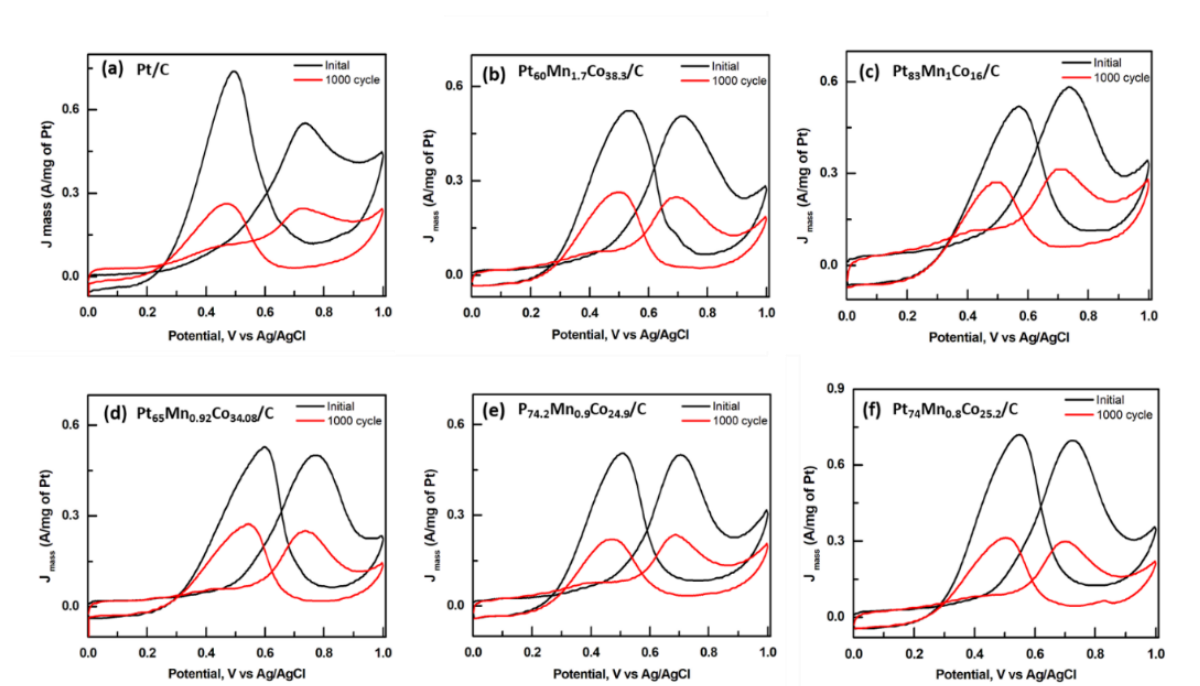 (a) Pt/C
Initial
1000 cycle
J mass (A/mg of Pt)
0.6
0.3
0.0
0.0 0.2 0.4 0.6 0.8 1.0
Potential, V vs Ag/AgCl
(b) Pt60Mn1.7Co38.3/C
Initial
1000 cycle
J mass (A/mg of Pt)
0.6
0.3
0.0
0.0 0.2 0.4 0.6 0.8 1.0
Potential, V vs Ag/AgCl
(c) Pt83Mn1Co16/C
Initial
1000 cycle
J mass (A/mg of Pt)
0.6
0.3
0.0
0.0 0.2 0.4 0.6 0.8 1.0
Potential, V vs Ag/AgCl
(d) Pt65Mn0.92Co34.08/C
Initial
1000 cycle
J mass (A/mg of Pt)
0.6
0.3
0.0
0.0 0.2 0.4 0.6 0.8 1.0
Potential, V vs Ag/AgCl
(e) P74.2Mn0.9Co24.9/C
Initial
1000 cycle
J mass (A/mg of Pt)
0.6
0.3
0.0
0.0 0.2 0.4 0.6 0.8 1.0
Potential, V vs Ag/AgCl
(f) Pt74Mn0.8Co25.2/C
Initial
1000 cycle
J mass (A/mg of Pt)
0.9
0.6
0.3
0.0
0.0 0.2 0.4 0.6 0.8 1.0
Potential, V vs Ag/AgCl